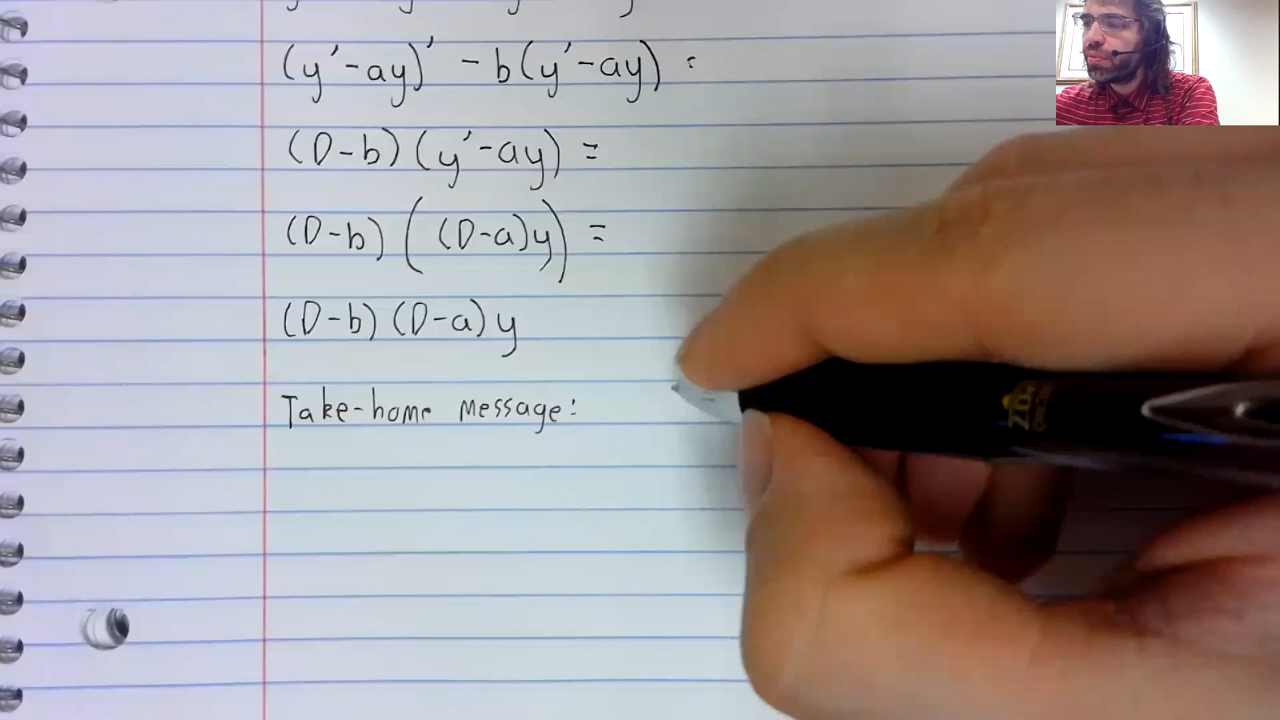 (y'-ay)' - b(y'-ay) =
(D-b)(y'-ay) =
(D-b)((D-a)y) =
(D-b)(D-a)y
Take-home message: